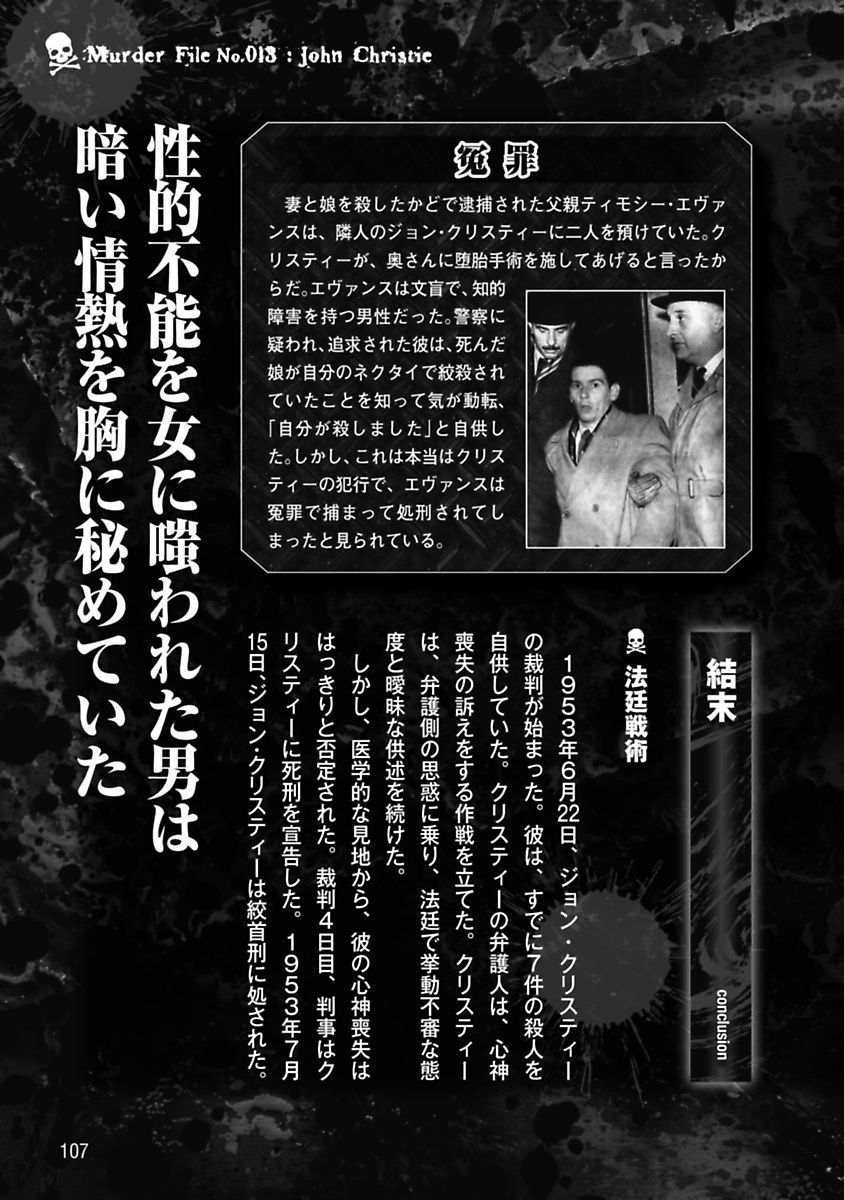 Murder File No.013 : John Christie
冤罪
妻と娘を殺したかどで逮捕された父親ティモシー・エヴァ
ンスは、隣人のジョン・クリスティーに二人を預けていた。ク
リスティーが、奥さんに堕胎手術を施してあげると言ったか
らだ。エヴァンスは文盲で、知的
障害を持つ男性だった。警察に
疑われ、追求された彼は、死んだ
娘が自分のネクタイで絞殺され
ていたことを知って気が動転、
「自分が殺しました」と自供し
た。しかし、これは本当はクリス
ティーの犯行で、エヴァンスは
冤罪で捕まって処刑されてし
まったと見られている。
性的不能を女に嗤われた男は
暗い情熱を胸に秘めていた
結末
conclusion
法廷戦術
1953年6月22日、ジョン・クリスティー
の裁判が始まった。彼は、すでに7件の殺人を
自供していた。クリスティーの弁護人は、心神
喪失の訴えをする作戦を立てた。クリスティー
は、弁護側の思惑に乗り、法廷で挙動不審な態
度と曖昧な供述を続けた。
しかし、医学的な見地から、彼の心神喪失は
はっきりと否定された。裁判4日目、判事はク
リスティーに死刑を宣告した。1953年7月
15日、ジョン・クリスティーは絞首刑に処された。
107